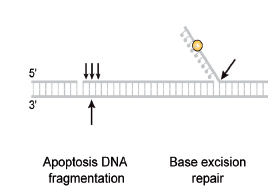 5'
3'
Apoptosis DNA
fragmentation
Base excision
repair